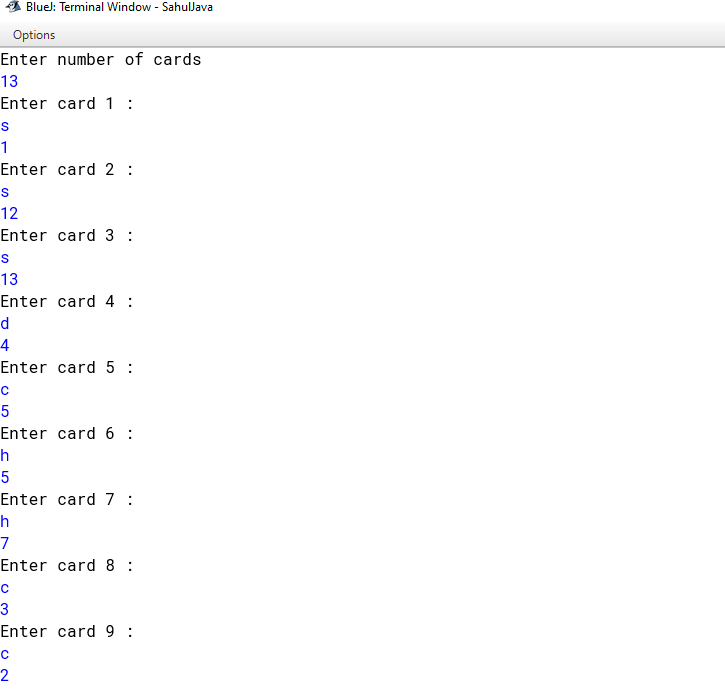 BlueJ: Terminal Window - SahulJava
Options
Enter number of cards
13
Enter card 1 :
s
1
Enter card 2 :
s
12
Enter card 3 :
s
13
Enter card 4 :
d
4
Enter card 5 :
c
5
Enter card 6 :
h
5
Enter card 7 :
h
7
Enter card 8 :
c
3
Enter card 9 :
c
2